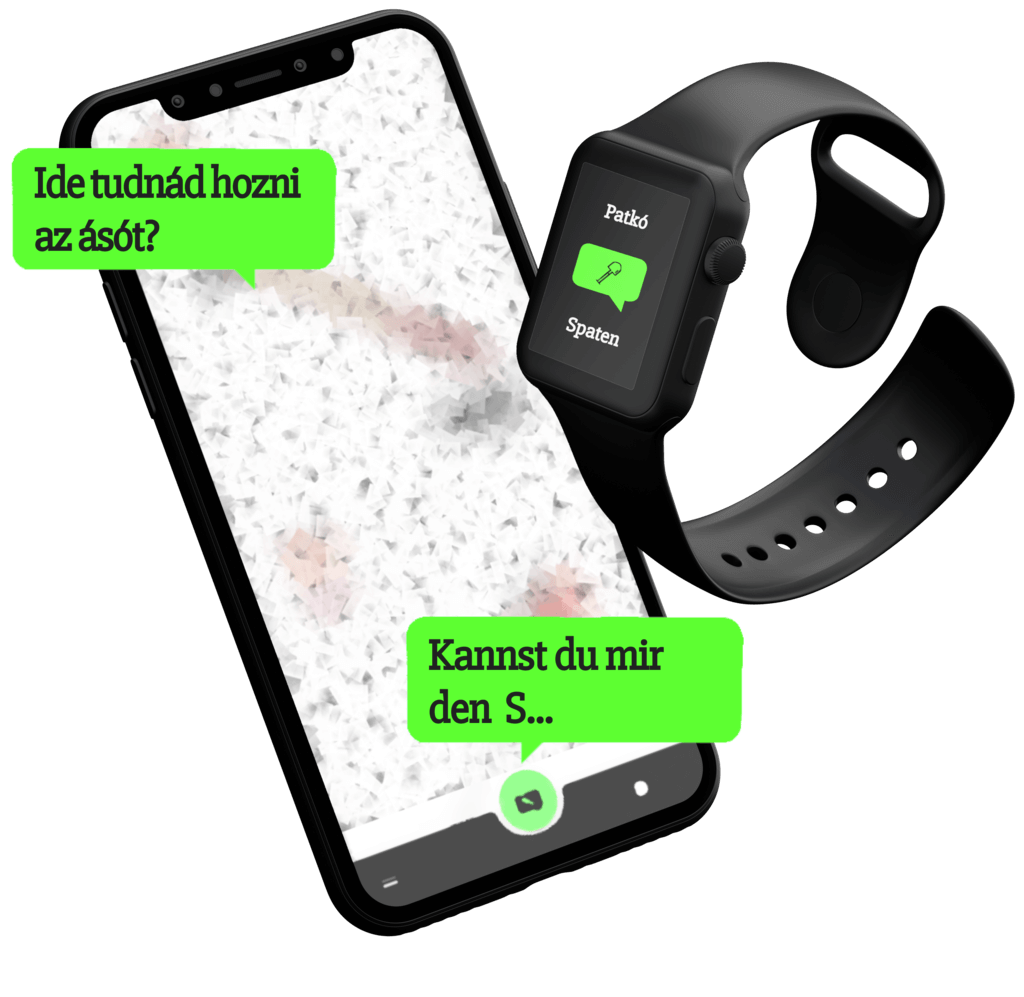 Ide tudnád hozni
az ásót?
Patkó
Spaten
Kannst du mir
den S...